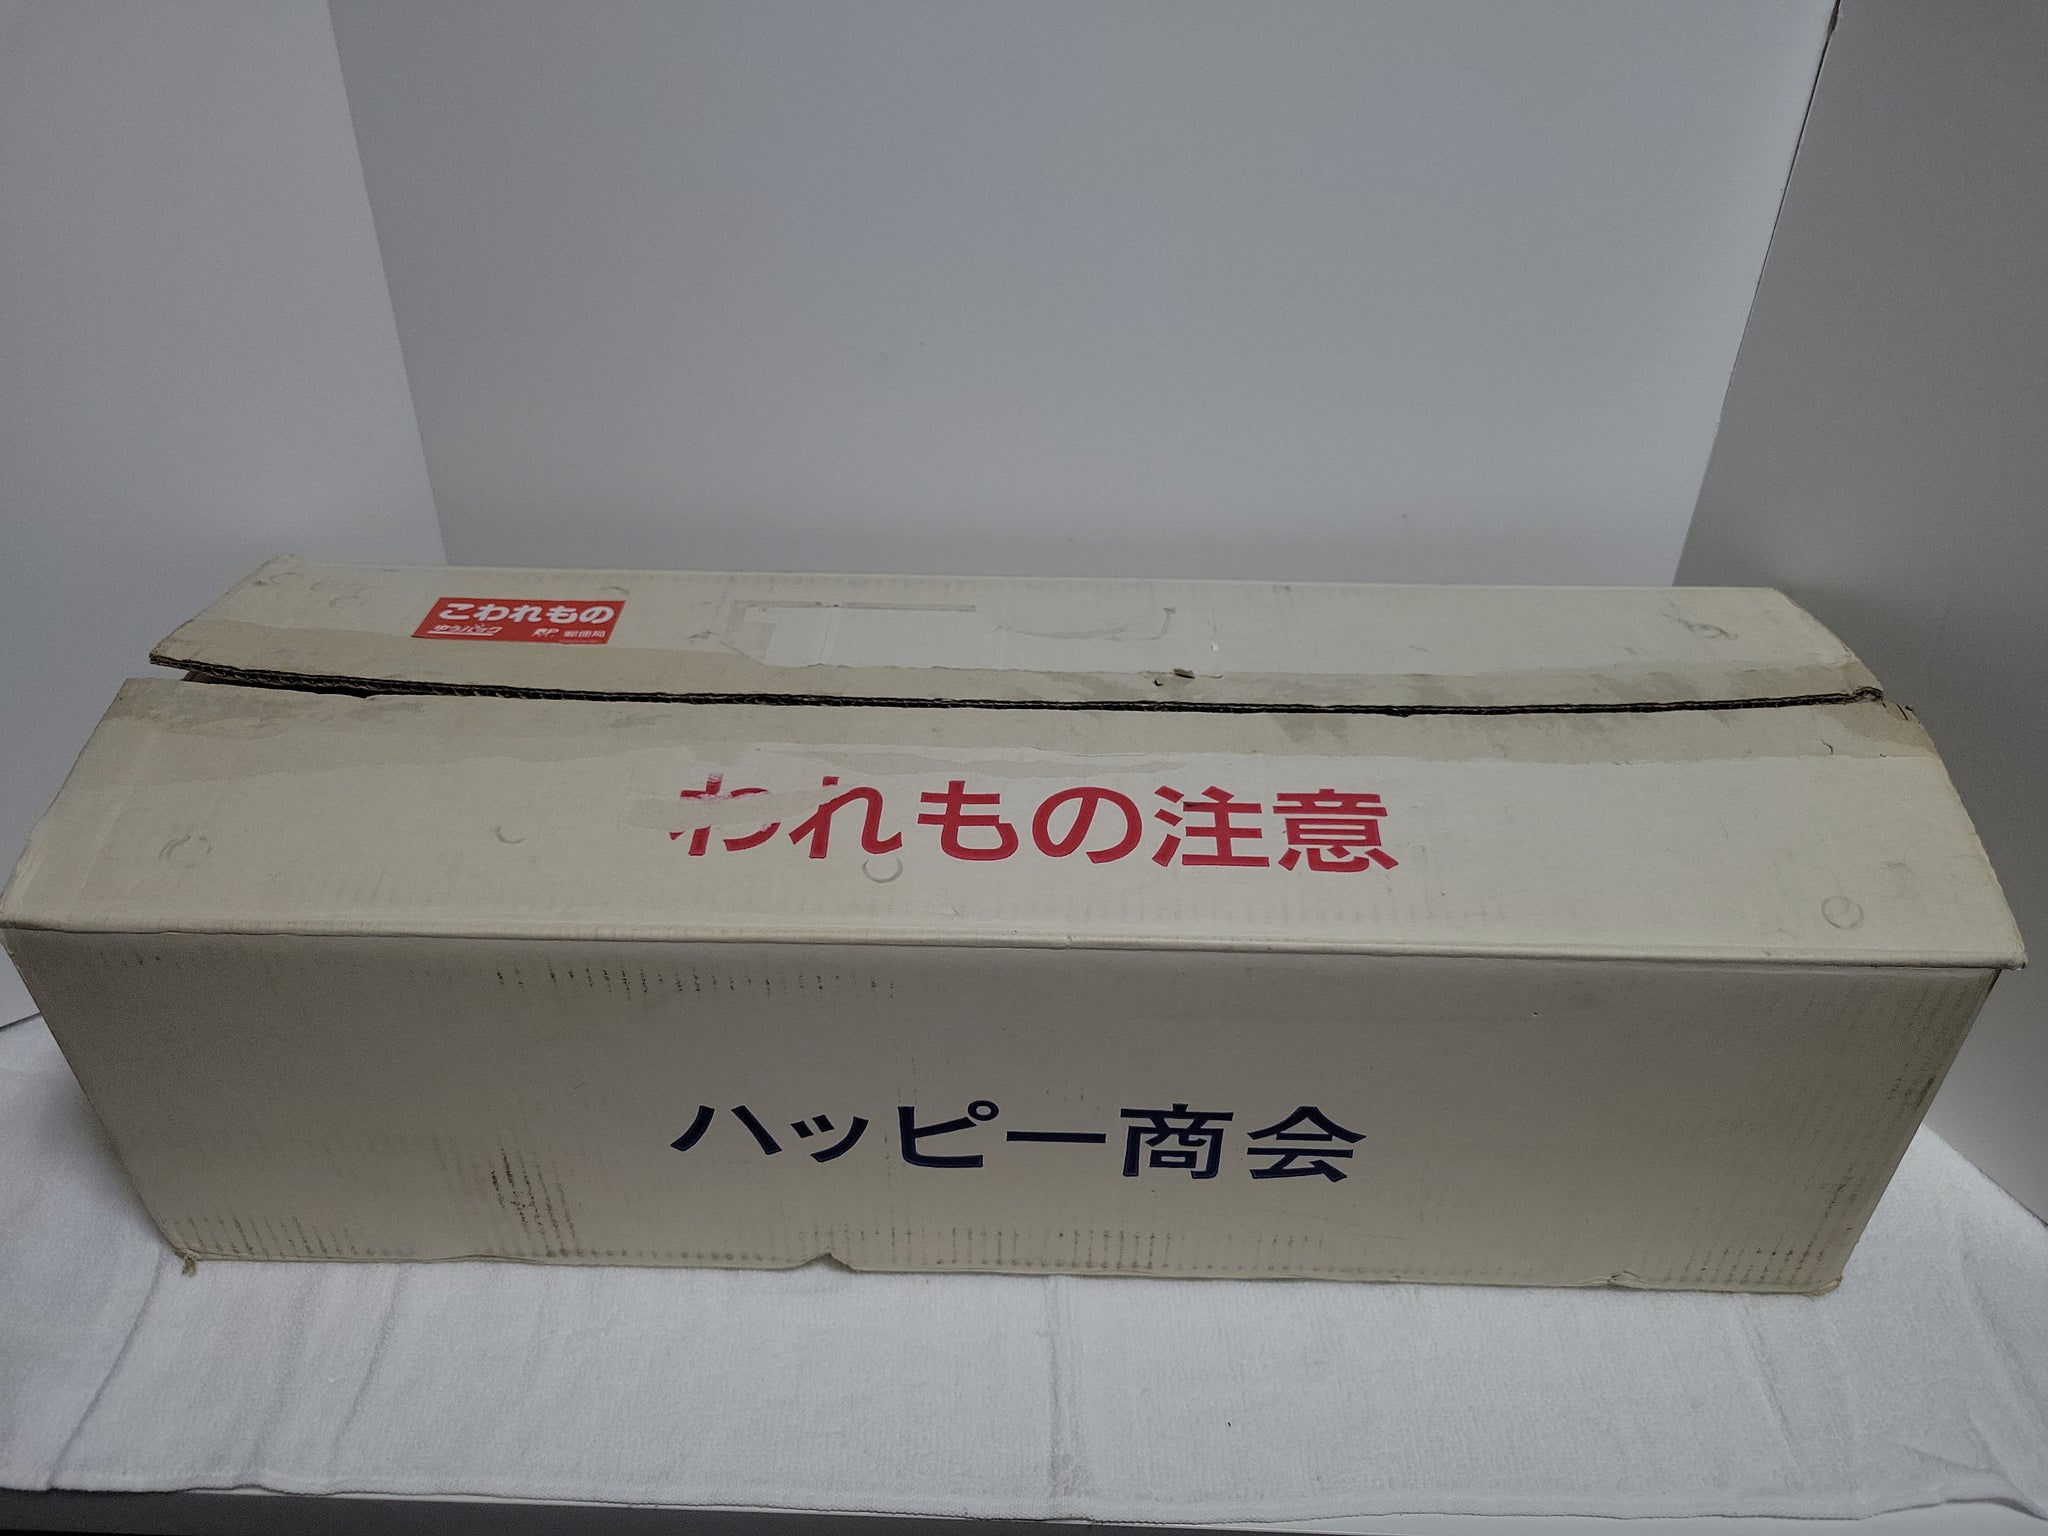 こわれもの
ゆうパック 郵便局
われもの注意
ハッピー商会